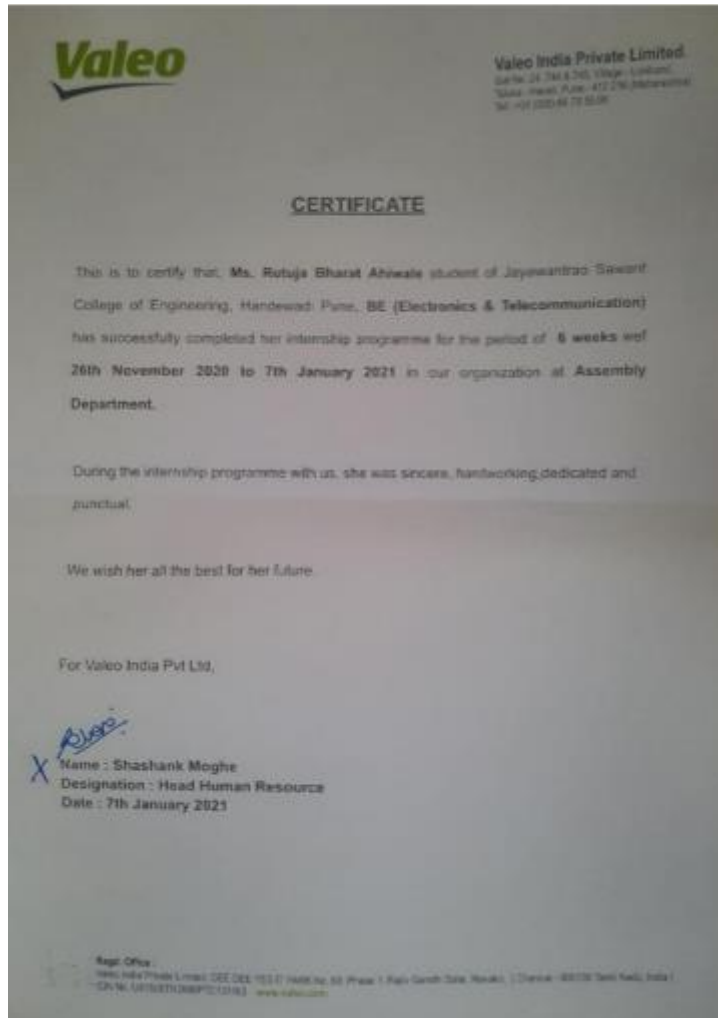 Valeo
Valeo India Private Limited.
CERTIFICATE
This is to certify that, Ms. Rutuja Bharat Ahiwale student of Jayawantrao Sawant
College of Engineering, Handewadi Pune, BE (Electronics & Telecommunication)
has successfully completed her internship programme for the period of 6 weeks wef
26th November 2020 to 7th January 2021 in our organization at Assembly
Department.
During the internship programme with us, she was sincere, hardworking,dedicated and
punctual.
We wish her all the best for her future.
For Valeo India Pvt Ltd,
X
Name : Shashank Moghe
Designation : Head Human Resource
Date : 7th January 2021
Regd. Office :
Valeo India Private Limited
www.valeo.com